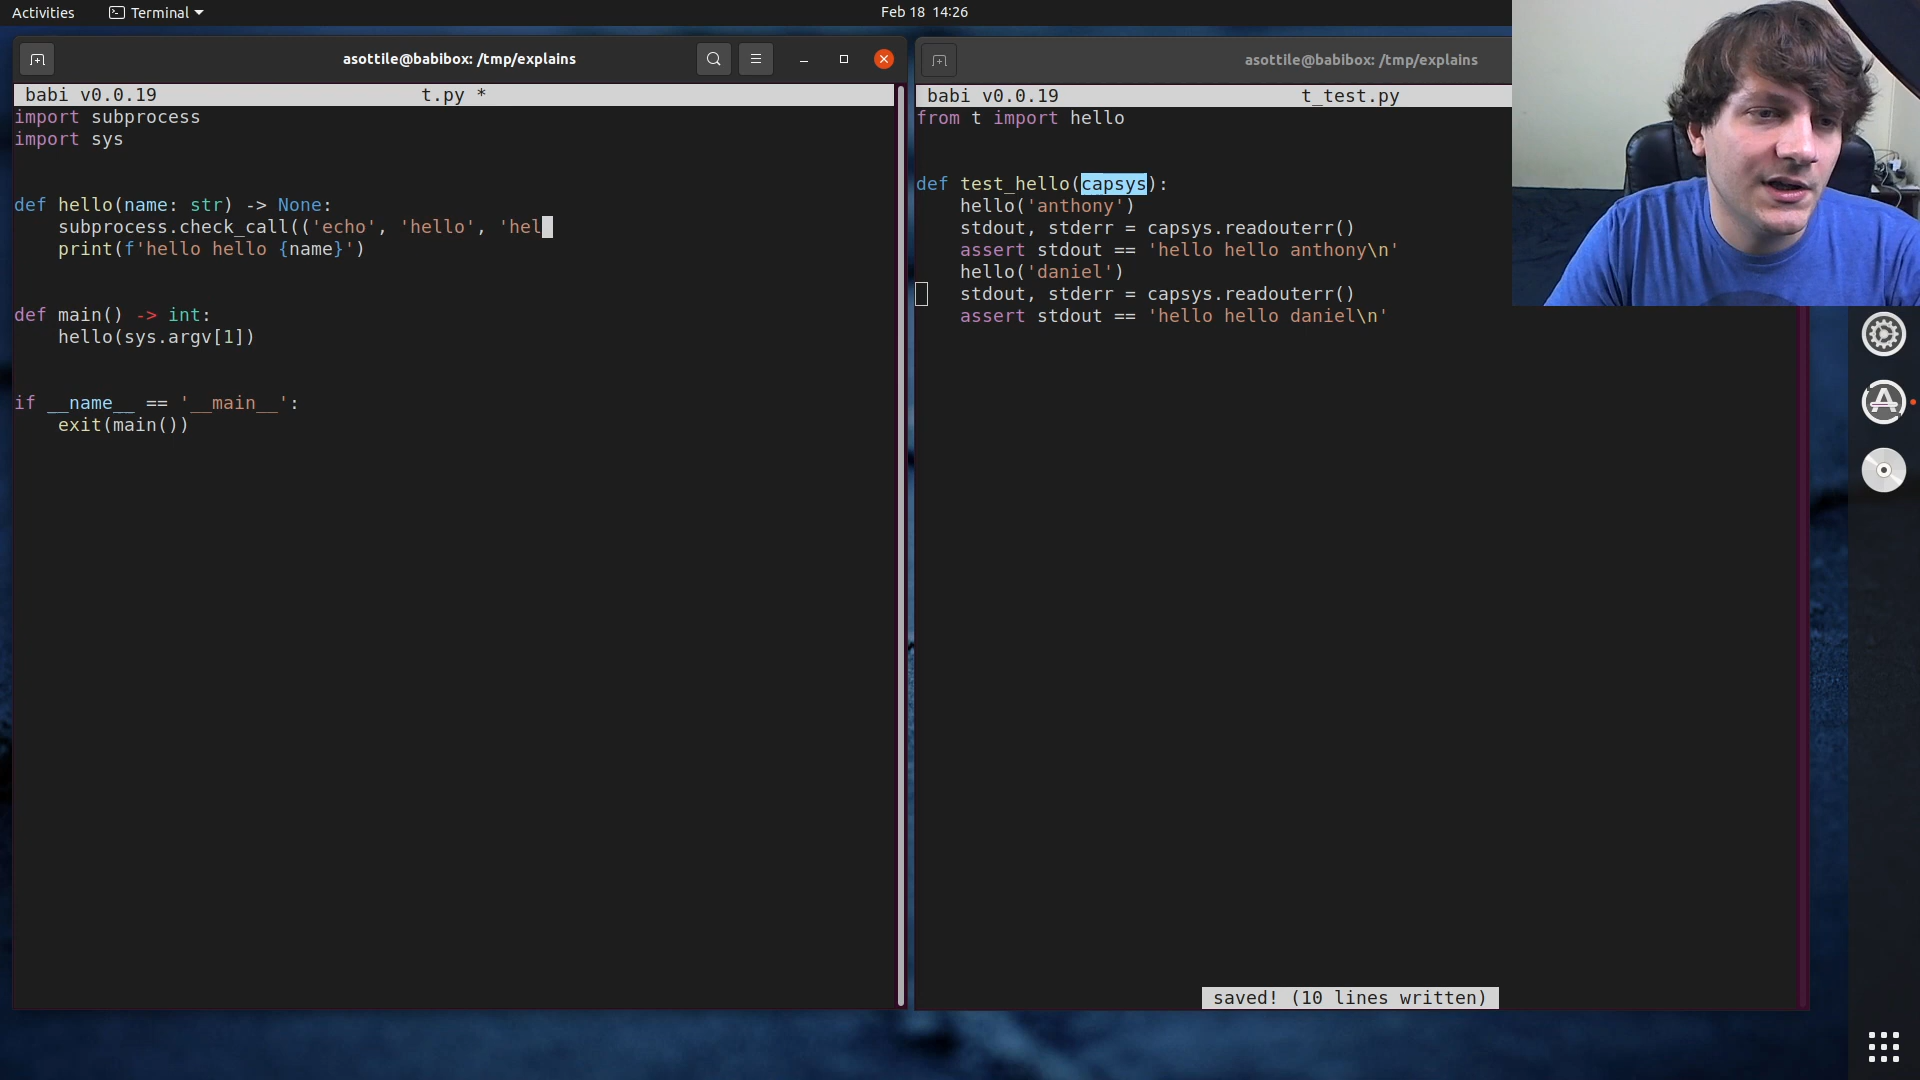 Activities
Terminal
Feb 18 14:26
asottile@babibox: /tmp/explains
babi v0.0.19
t.py *
import subprocess
import sys
def hello(name: str) -> None:
subprocess.check_call(('echo', 'hello', 'hel
print(f'hello hello {name}')
def main() -> int:
hello(sys.argv[1])
if __name__ == '__main__':
exit(main())
asottile@babibox: /tmp/explains
babi v0.0.19
t_test.py
from t import hello
def test_hello(capsys):
hello('anthony')
stdout, stderr = capsys.readouterr()
assert stdout == 'hello hello anthony\n'
hello('daniel')
stdout, stderr = capsys.readouterr()
assert stdout == 'hello hello daniel\n'
saved! (10 lines written)